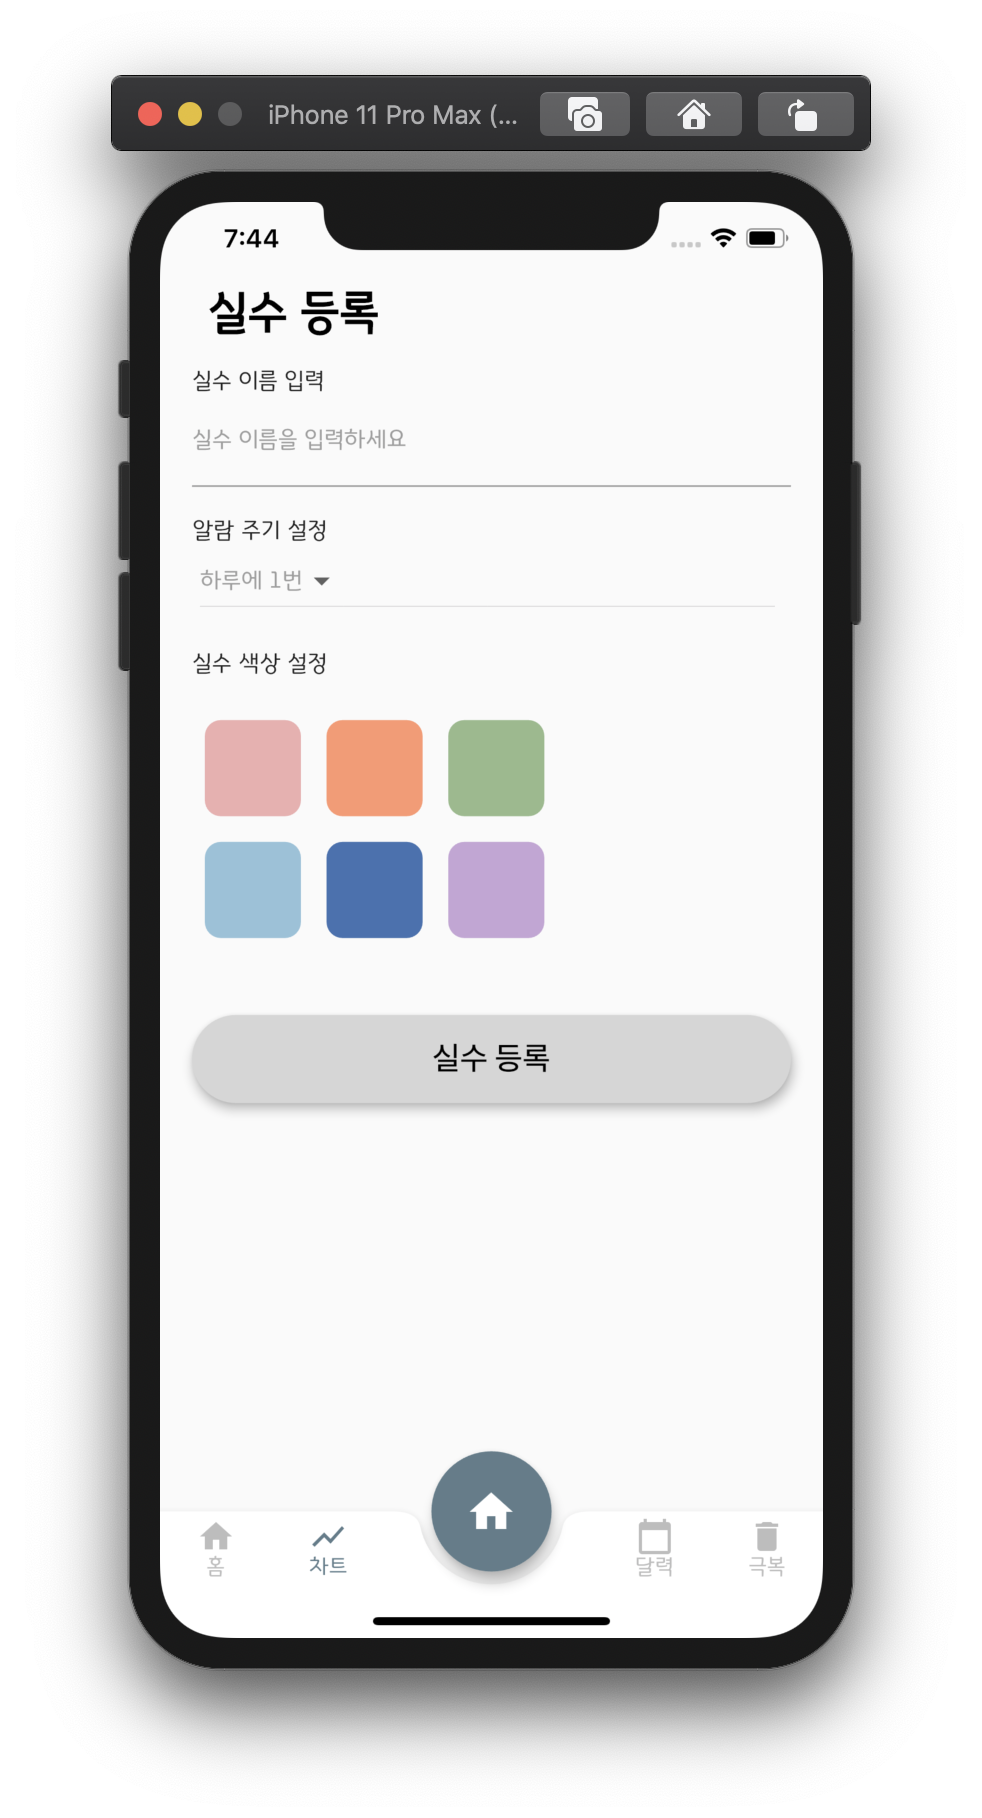 iPhone 11 Pro Max (...
7:44
실수 등록
실수 이름 입력
실수 이름을 입력하세요
알람 주기 설정
하루에 1번
실수 색상 설정
실수 등록
홈
차트
달력
극복